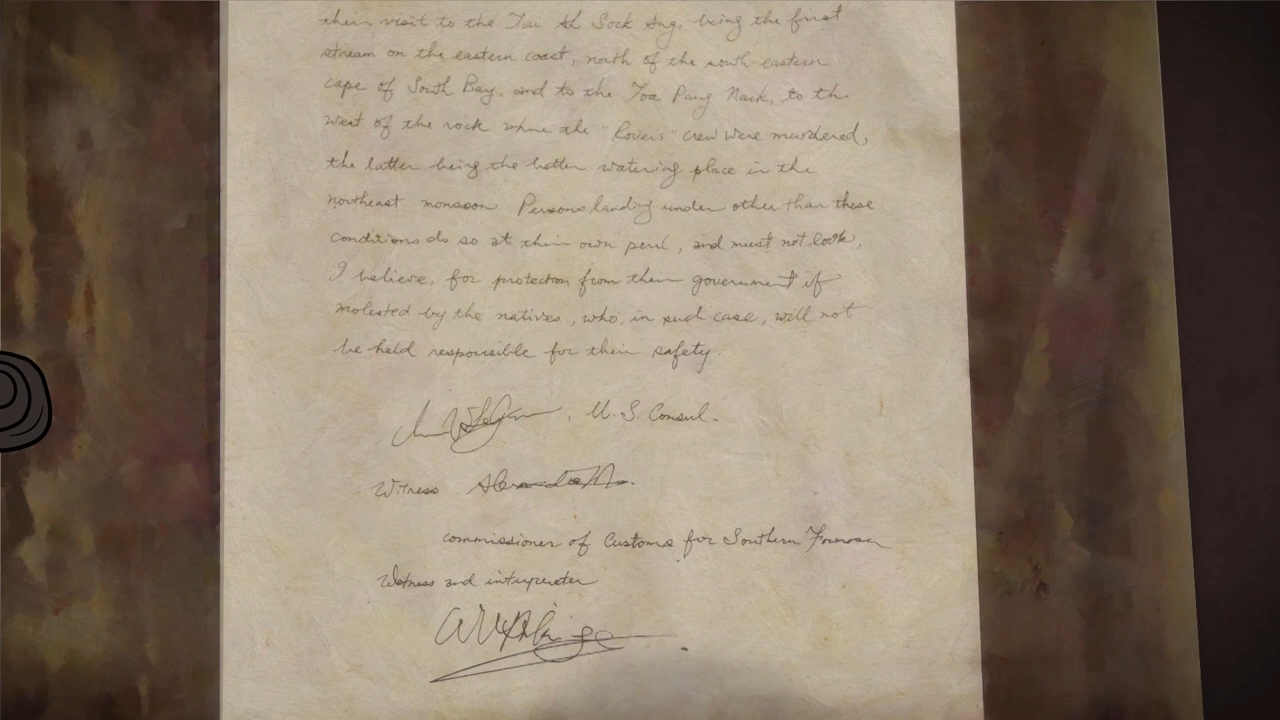 their visit to the Toa Ah Sock Ang, being the first
stream on the eastern coast, north of the south-eastern
cape of South Bay, and to the Toa Pang Nack, to the
west of the rock where the "Rover's" crew were murdered,
the latter being the better watering place in the
northeast monsoon Persons landing under other than these
conditions do so at their own peril, and must not look,
I believe, for protection from their government if
molested by the natives, who, in such case, will not
be held responsible for their safety.
, U. S. Consul.
Witness
commissioner of Customs for Southern Formosa
Witness and interpreter